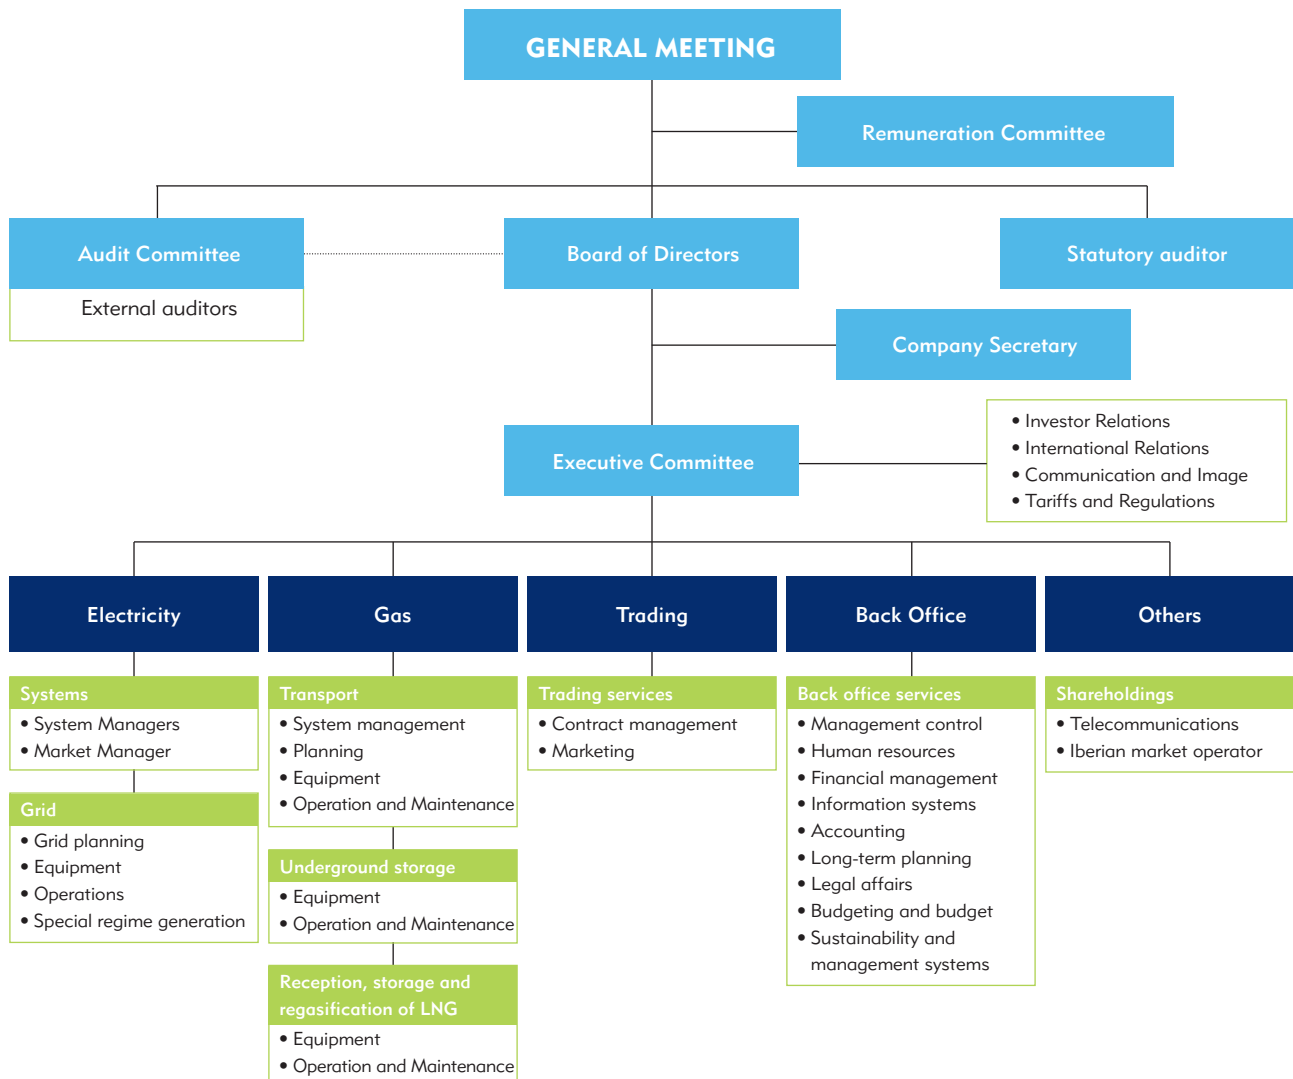 GENERAL MEETING
Remuneration Committee
Audit Committee
External auditors
Board of Directors
Statutory auditor
Company Secretary
Executive Committee
• Investor Relations
• International Relations
• Communication and Image
• Tariffs and Regulations
Electricity
Systems
• System Managers
• Market Manager
Grid
• Grid planning
• Equipment
• Operations
• Special regime generation
Gas
Transport
• System management
• Planning
• Equipment
• Operation and Maintenance
Underground storage
• Equipment
• Operation and Maintenance
Reception, storage and
regasification of LNG
• Equipment
• Operation and Maintenance
Trading
Trading services
• Contract management
• Marketing
Back Office
Back office services
• Management control
• Human resources
• Financial management
• Information systems
• Accounting
• Long-term planning
• Legal affairs
• Budgeting and budget
• Sustainability and
management systems
Others
Shareholdings
• Telecommunications
• Iberian market operator